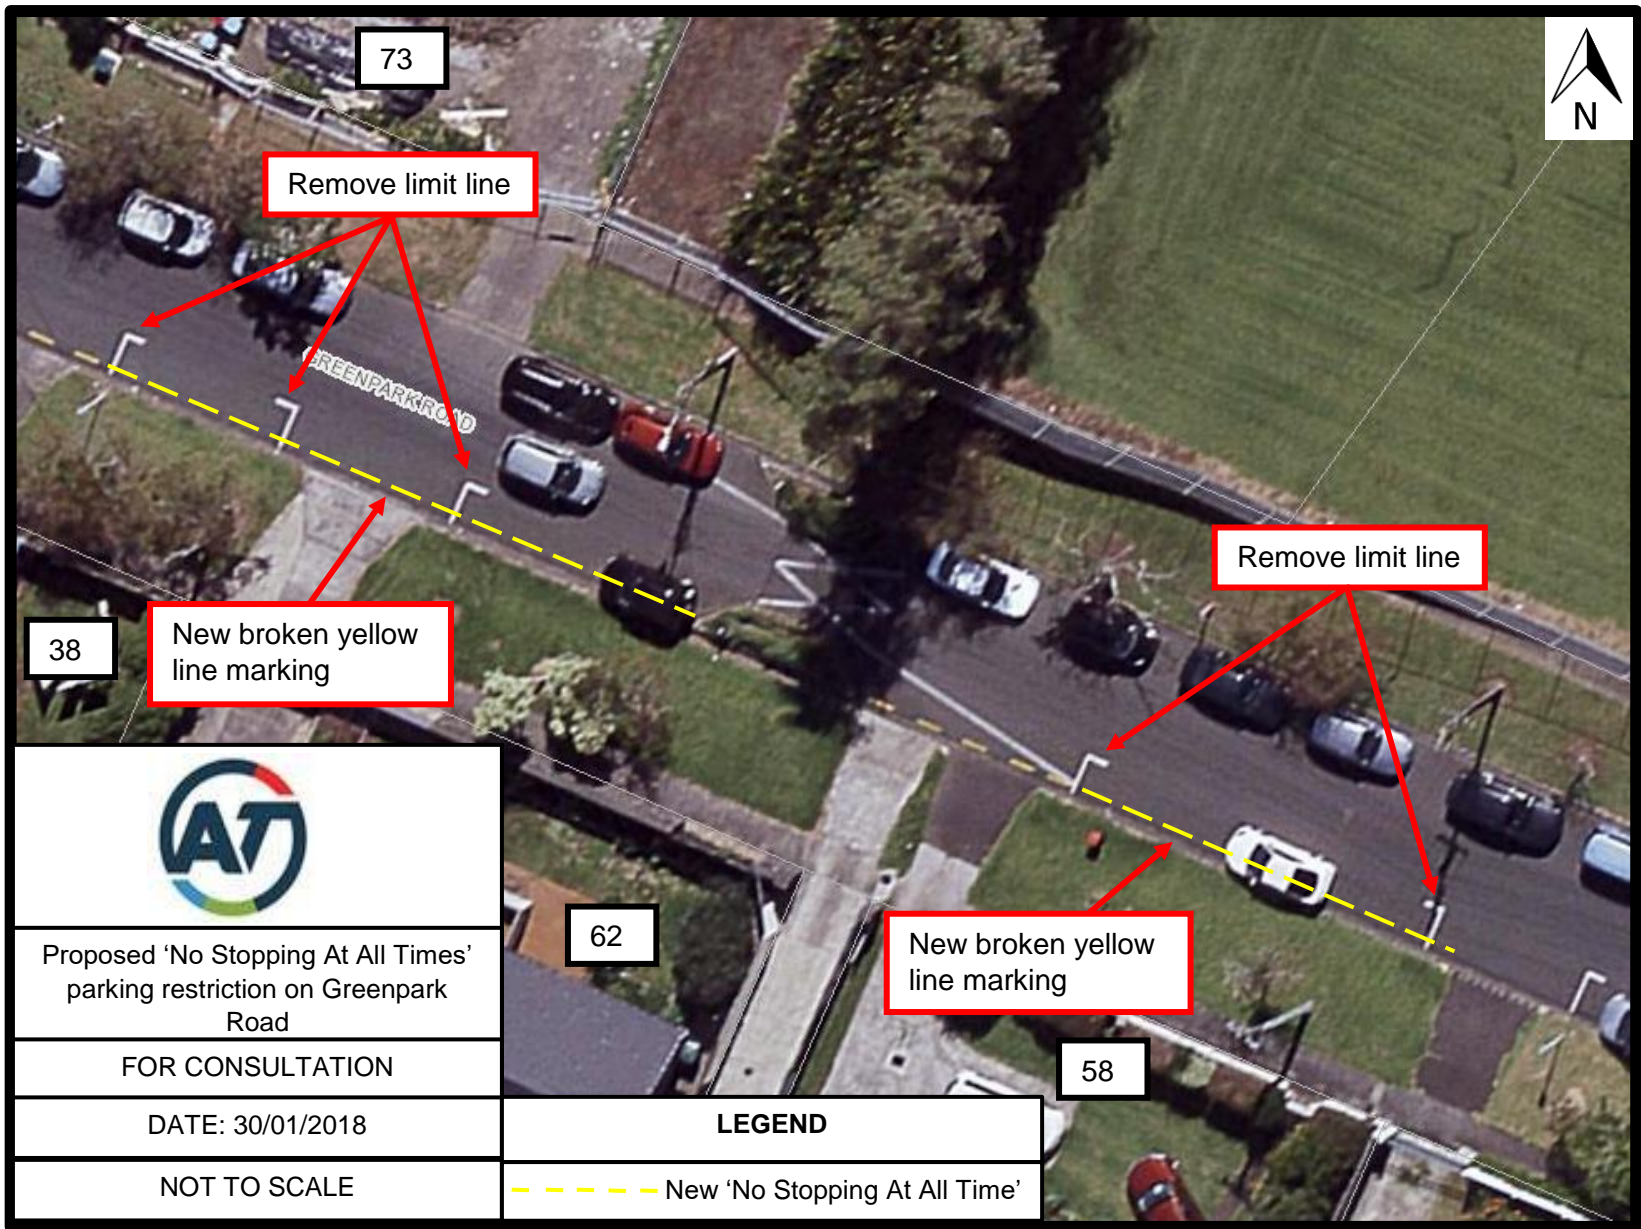 73
N
Remove limit line
GREENPARK ROAD
Remove limit line
38
New broken yellow
line marking
AT
62
New broken yellow
line marking
Proposed ‘No Stopping At All Times’
parking restriction on Greenpark
Road
FOR CONSULTATION
58
DATE: 30/01/2018
LEGEND
NOT TO SCALE
New ‘No Stopping At All Time’